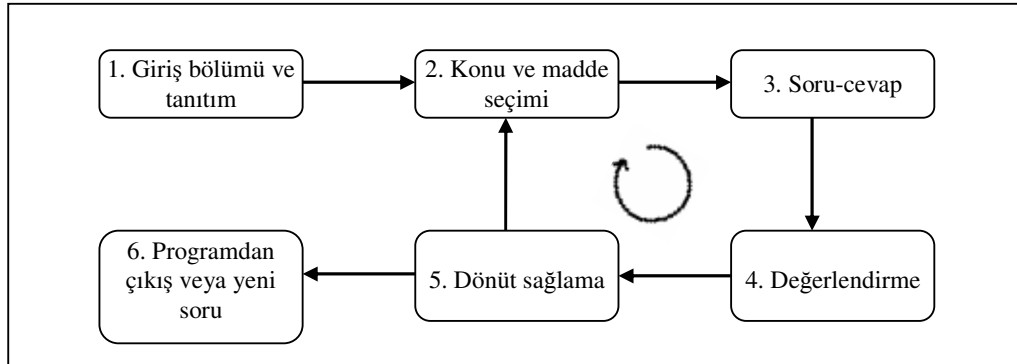 1. Giriş bölümü ve
tanıtım
2. Konu ve madde
seçimi
3. Soru-cevap
4. Değerlendirme
5. Dönüt sağlama
6. Programdan
çıkış veya yeni
soru